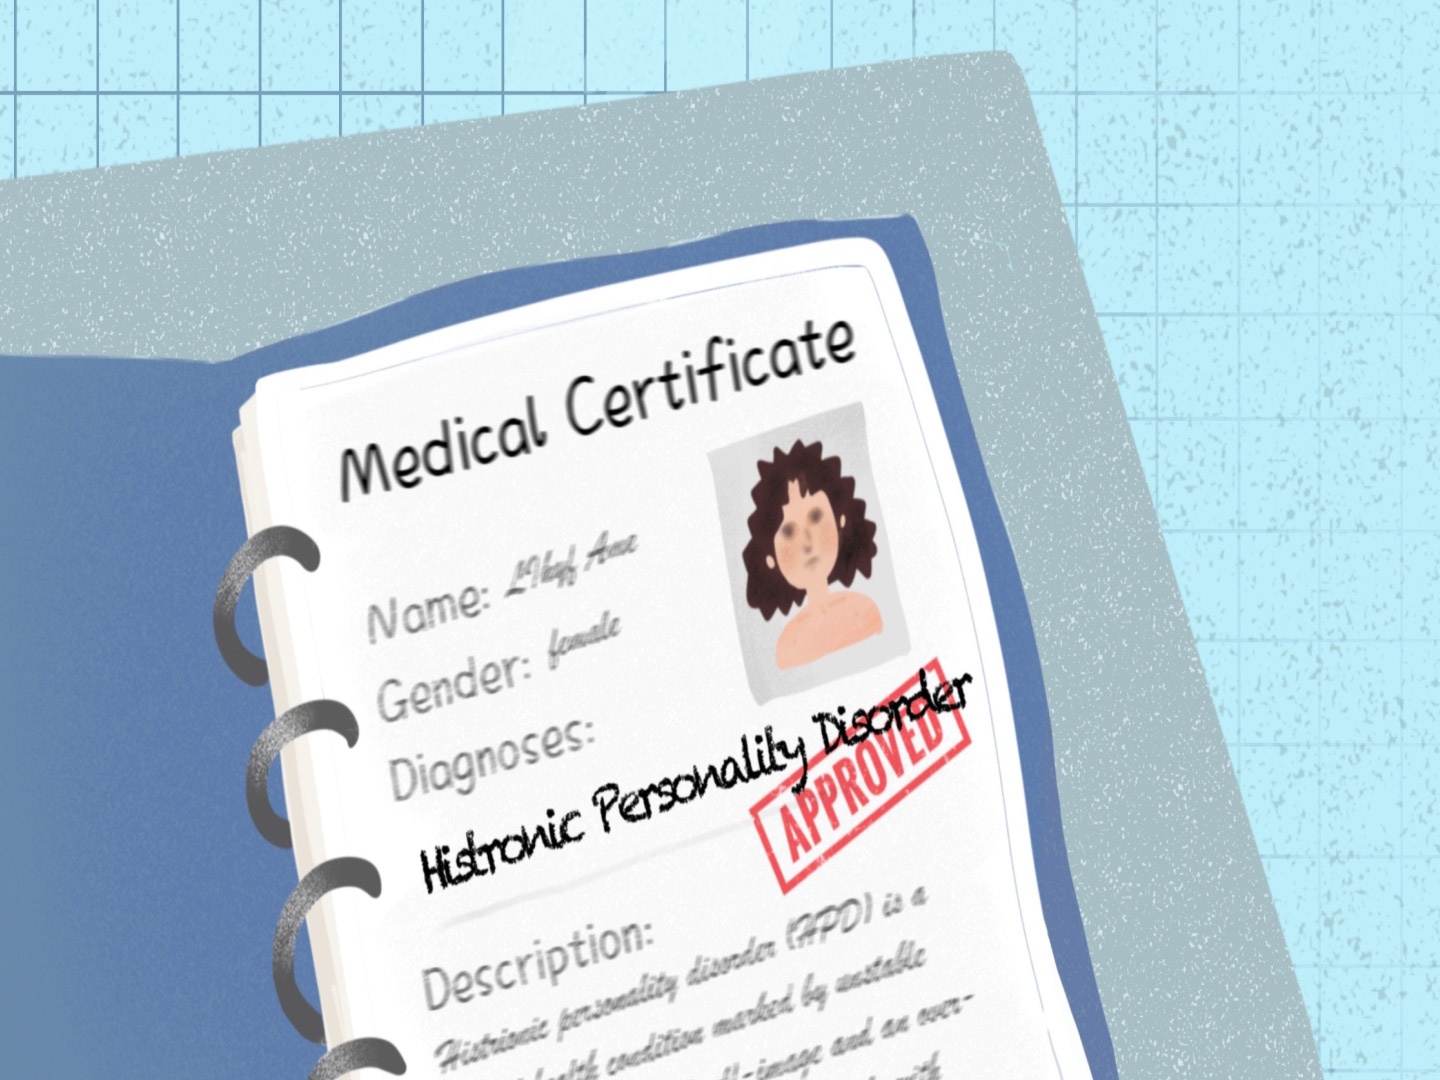 Medical Certificate
Name:
Gender: female
Diagnoses:
Histronic Personality Disorder
APPROVED
Description:
Histrionic personality disorder (HPD) is a
health condition marked by unstable
-image and an over-
with